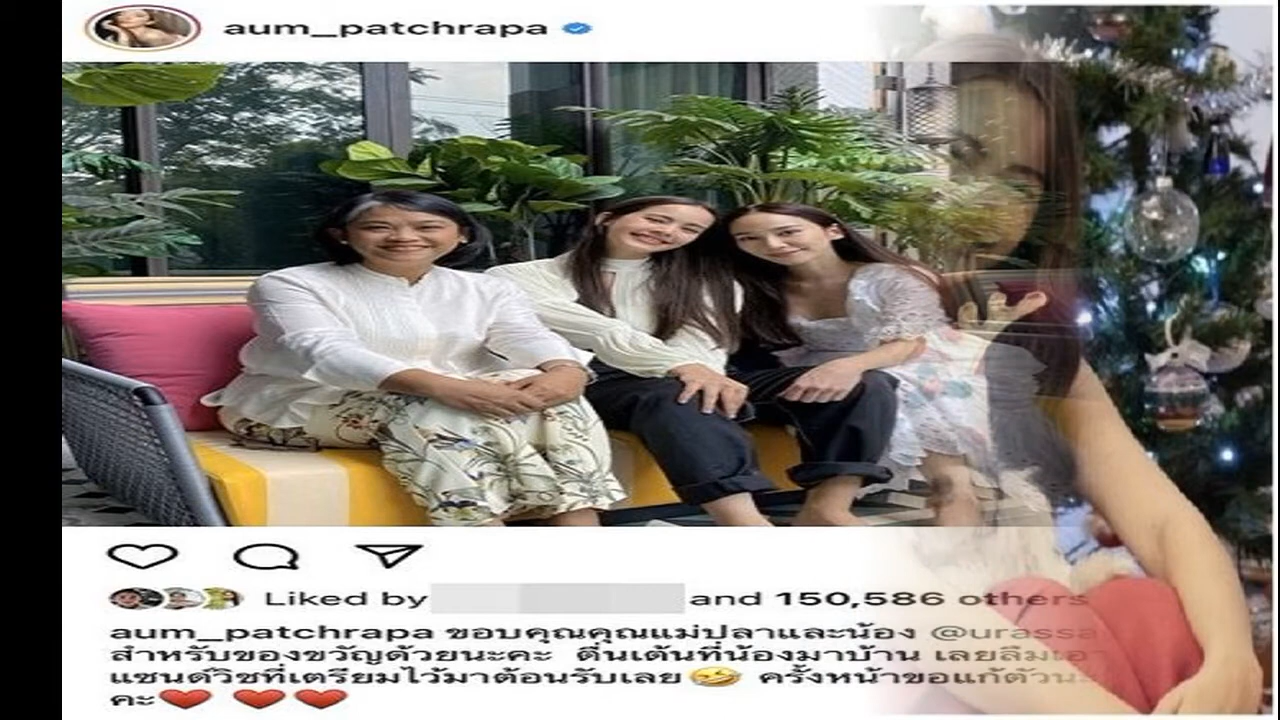 aum_patchrapa
Liked by and 150,586 others
aum_patchrapa ขอบคุณคุณแม่ปลาและน้อง @urassa
สำหรับของขวัญด้วยนะคะ ตื่นเต้นที่น้องมาบ้าน เลยลืมเอา
แซนด์วิชที่เตรียมไว้มาต้อนรับเลย🤣 ครั้งหน้าขอแก้ตัวนะ
คะ❤️ ❤️ ❤️